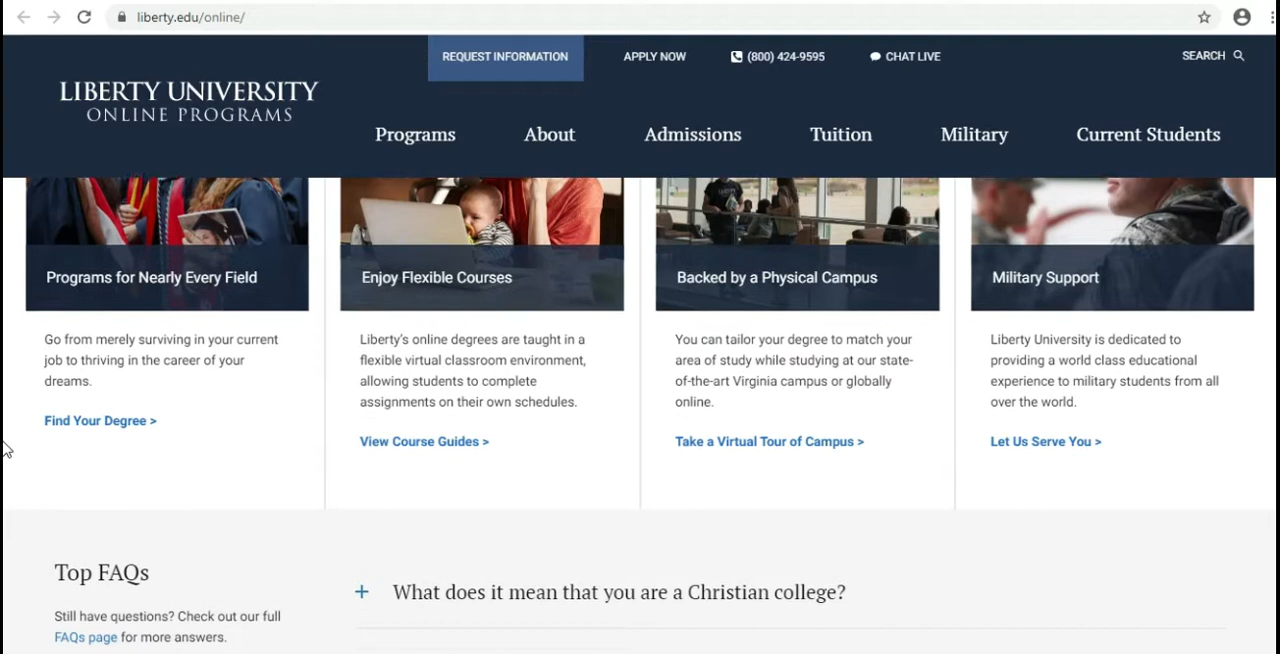 liberty.edu/online/
REQUEST INFORMATION
APPLY NOW
(800) 424-9595
CHAT LIVE
SEARCH
LIBERTY UNIVERSITY
ONLINE PROGRAMS
Programs
About
Admissions
Tuition
Military
Current Students
Programs for Nearly Every Field
Go from merely surviving in your current
job to thriving in the career of your
dreams.
Find Your Degree >
Enjoy Flexible Courses
Liberty's online degrees are taught in a
flexible virtual classroom environment,
allowing students to complete
assignments on their own schedules.
View Course Guides >
Backed by a Physical Campus
You can tailor your degree to match your
area of study while studying at our state-
of-the-art Virginia campus or globally
online.
Take a Virtual Tour of Campus >
Military Support
Liberty University is dedicated to
providing a world class educational
experience to military students from all
over the world.
Let Us Serve You >
Top FAQs
Still have questions? Check out our full
FAQs page for more answers.
+ What does it mean that you are a Christian college?